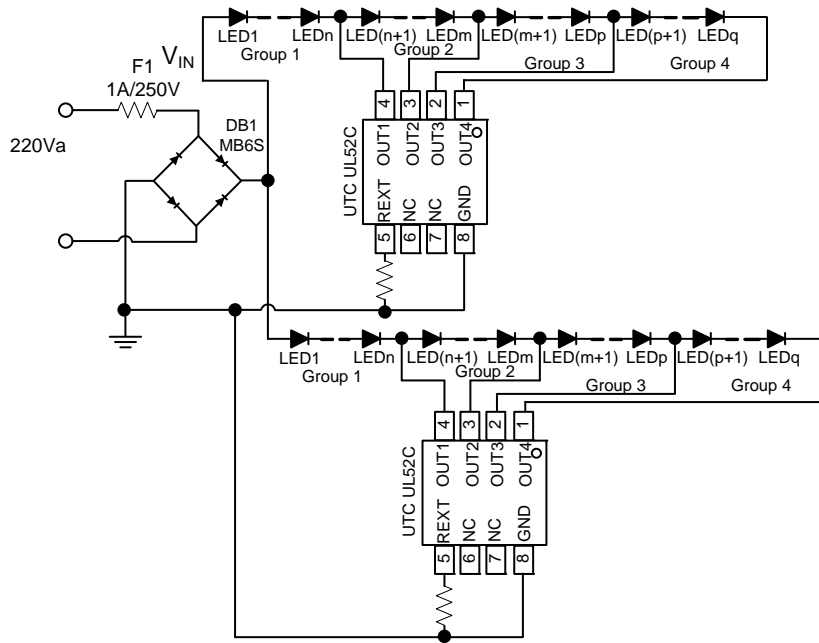 LED1 LEDn LED(n+1) LEDm LED(m+1) LEDp LED(p+1) LEDq
Group 1 Group 2 Group 3 Group 4
VIN
F1
1A/250V
220Va
DB1
MB6S
4 3 2 1
OUT1 OUT2 OUT3 OUT4
UTC UL52C
REXT NC NC GND
5 6 7 8
LED1 LEDn LED(n+1) LEDm LED(m+1) LEDp LED(p+1) LEDq
Group 1 Group 2 Group 3 Group 4
4 3 2 1
OUT1 OUT2 OUT3 OUT4
UTC UL52C
REXT NC NC GND
5 6 7 8